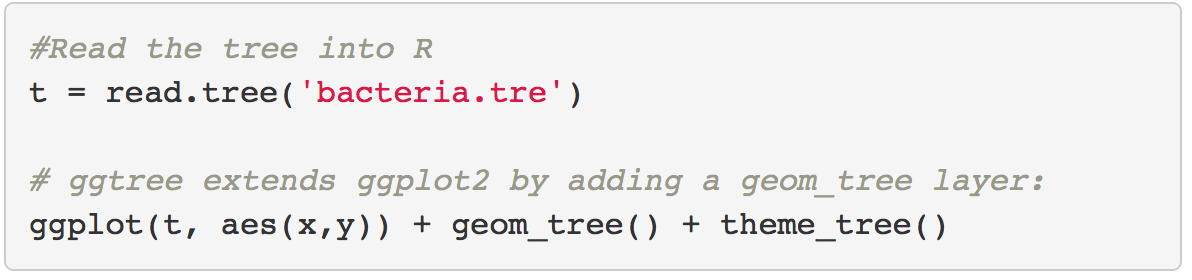 #Read the tree into R
t = read.tree('bacteria.tre')
# ggtree extends ggplot2 by adding a geom_tree layer:
ggplot(t, aes(x,y)) + geom_tree() + theme_tree()